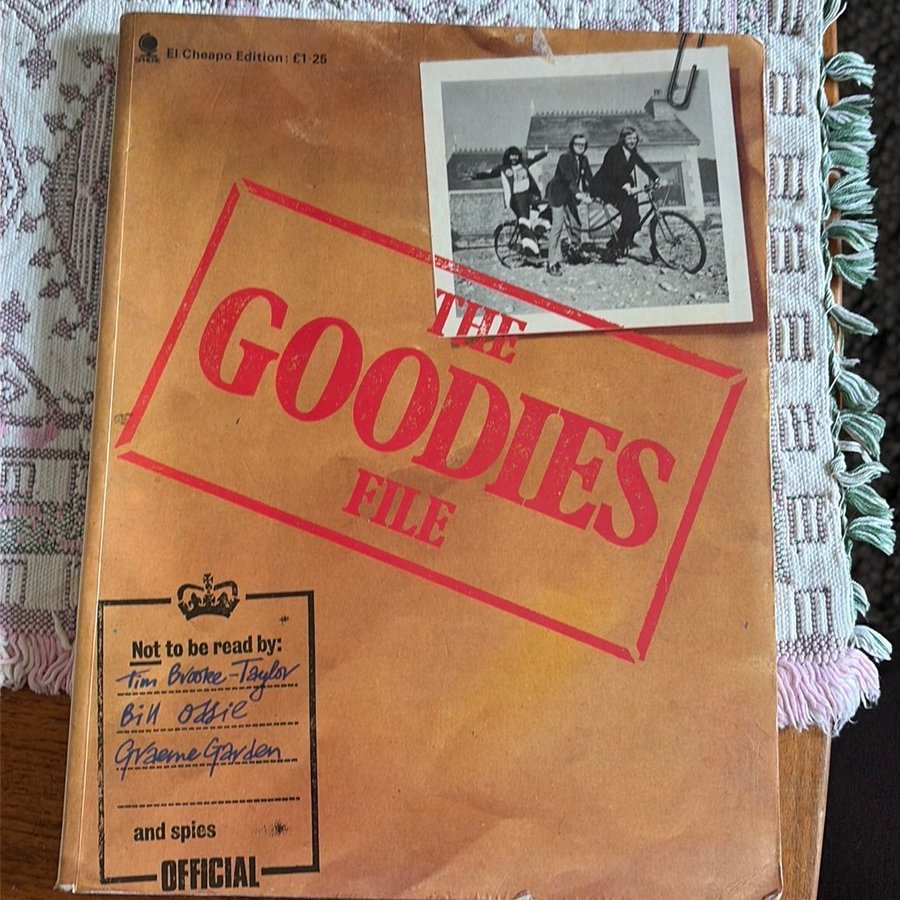 SPHERE
El Cheapo Edition: £1·25
THE
GOODIES
FILE
Not to be read by:
Tim Brooke-Taylor
Bill Oddie
Graeme Garden
and spies
OFFICIAL